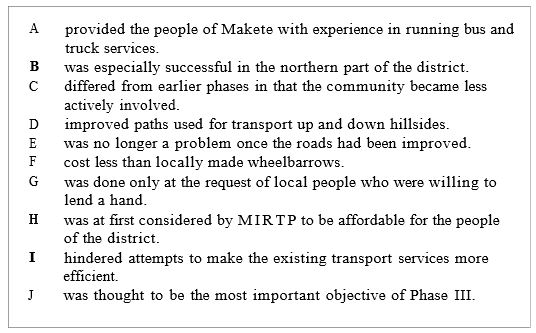 A provided the people of Makete with experience in running bus and
truck services.
B was especially successful in the northern part of the district.
C differed from earlier phases in that the community became less
actively involved.
D improved paths used for transport up and down hillsides.
E was no longer a problem once the roads had been improved.
F cost less than locally made wheelbarrows.
G was done only at the request of local people who were willing to
lend a hand.
H was at first considered by MIRTP to be affordable for the people
of the district.
I hindered attempts to make the existing transport services more
efficient.
J was thought to be the most important objective of Phase III.